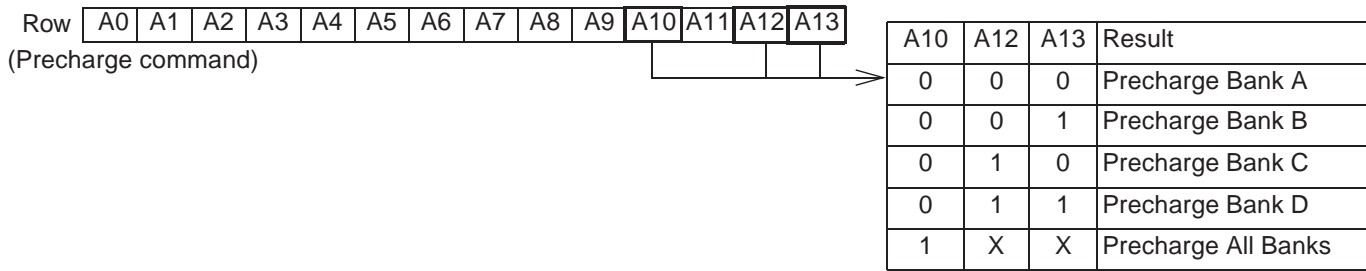 Row A0 A1 A2 A3 A4 A5 A6 A7 A8 A9 A10 A11 A12 A13
(Precharge command)
A10 A12 A13 Result
0 0 0 Precharge Bank A
0 0 1 Precharge Bank B
0 1 0 Precharge Bank C
0 1 1 Precharge Bank D
1 X X Precharge All Banks